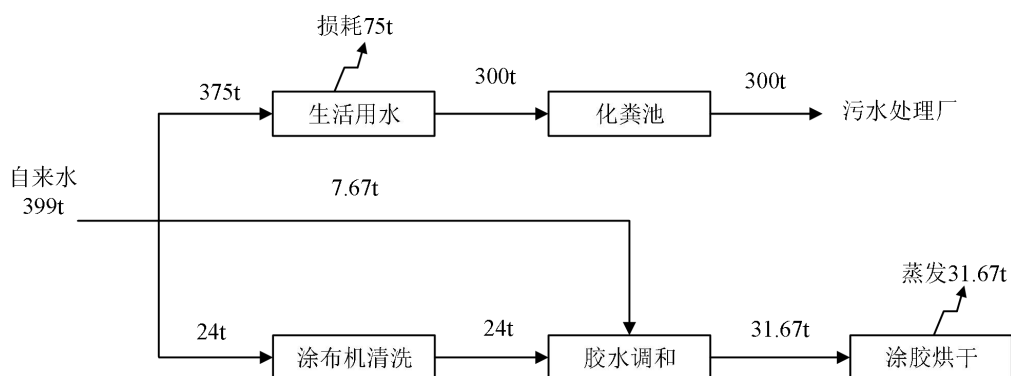 损耗75t
375t
300t
300t
生活用水
化粪池
污水处理厂
自来水
399t
7.67t
蒸发31.67t
24t
24t
31.67t
涂布机清洗
胶水调和
涂胶烘干